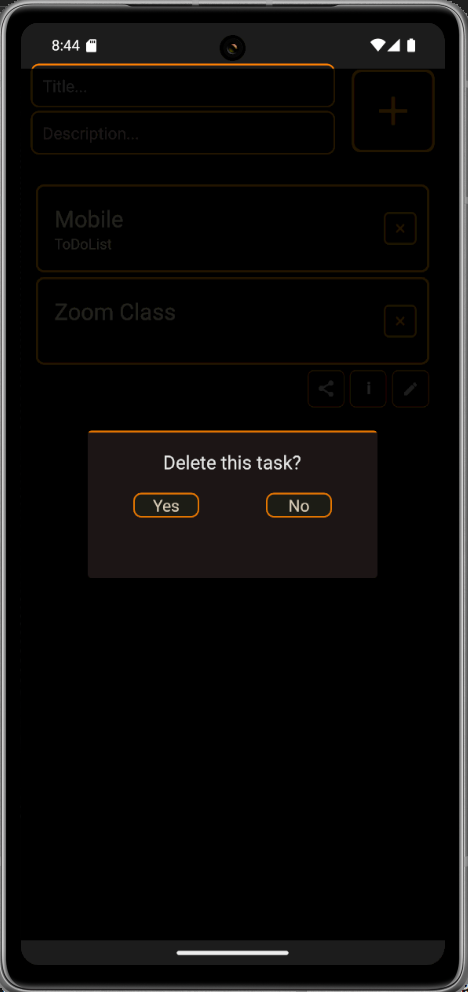 8:44
Title...
Description...
Mobile
ToDoList
Zoom Class
Delete this task?
Yes
No